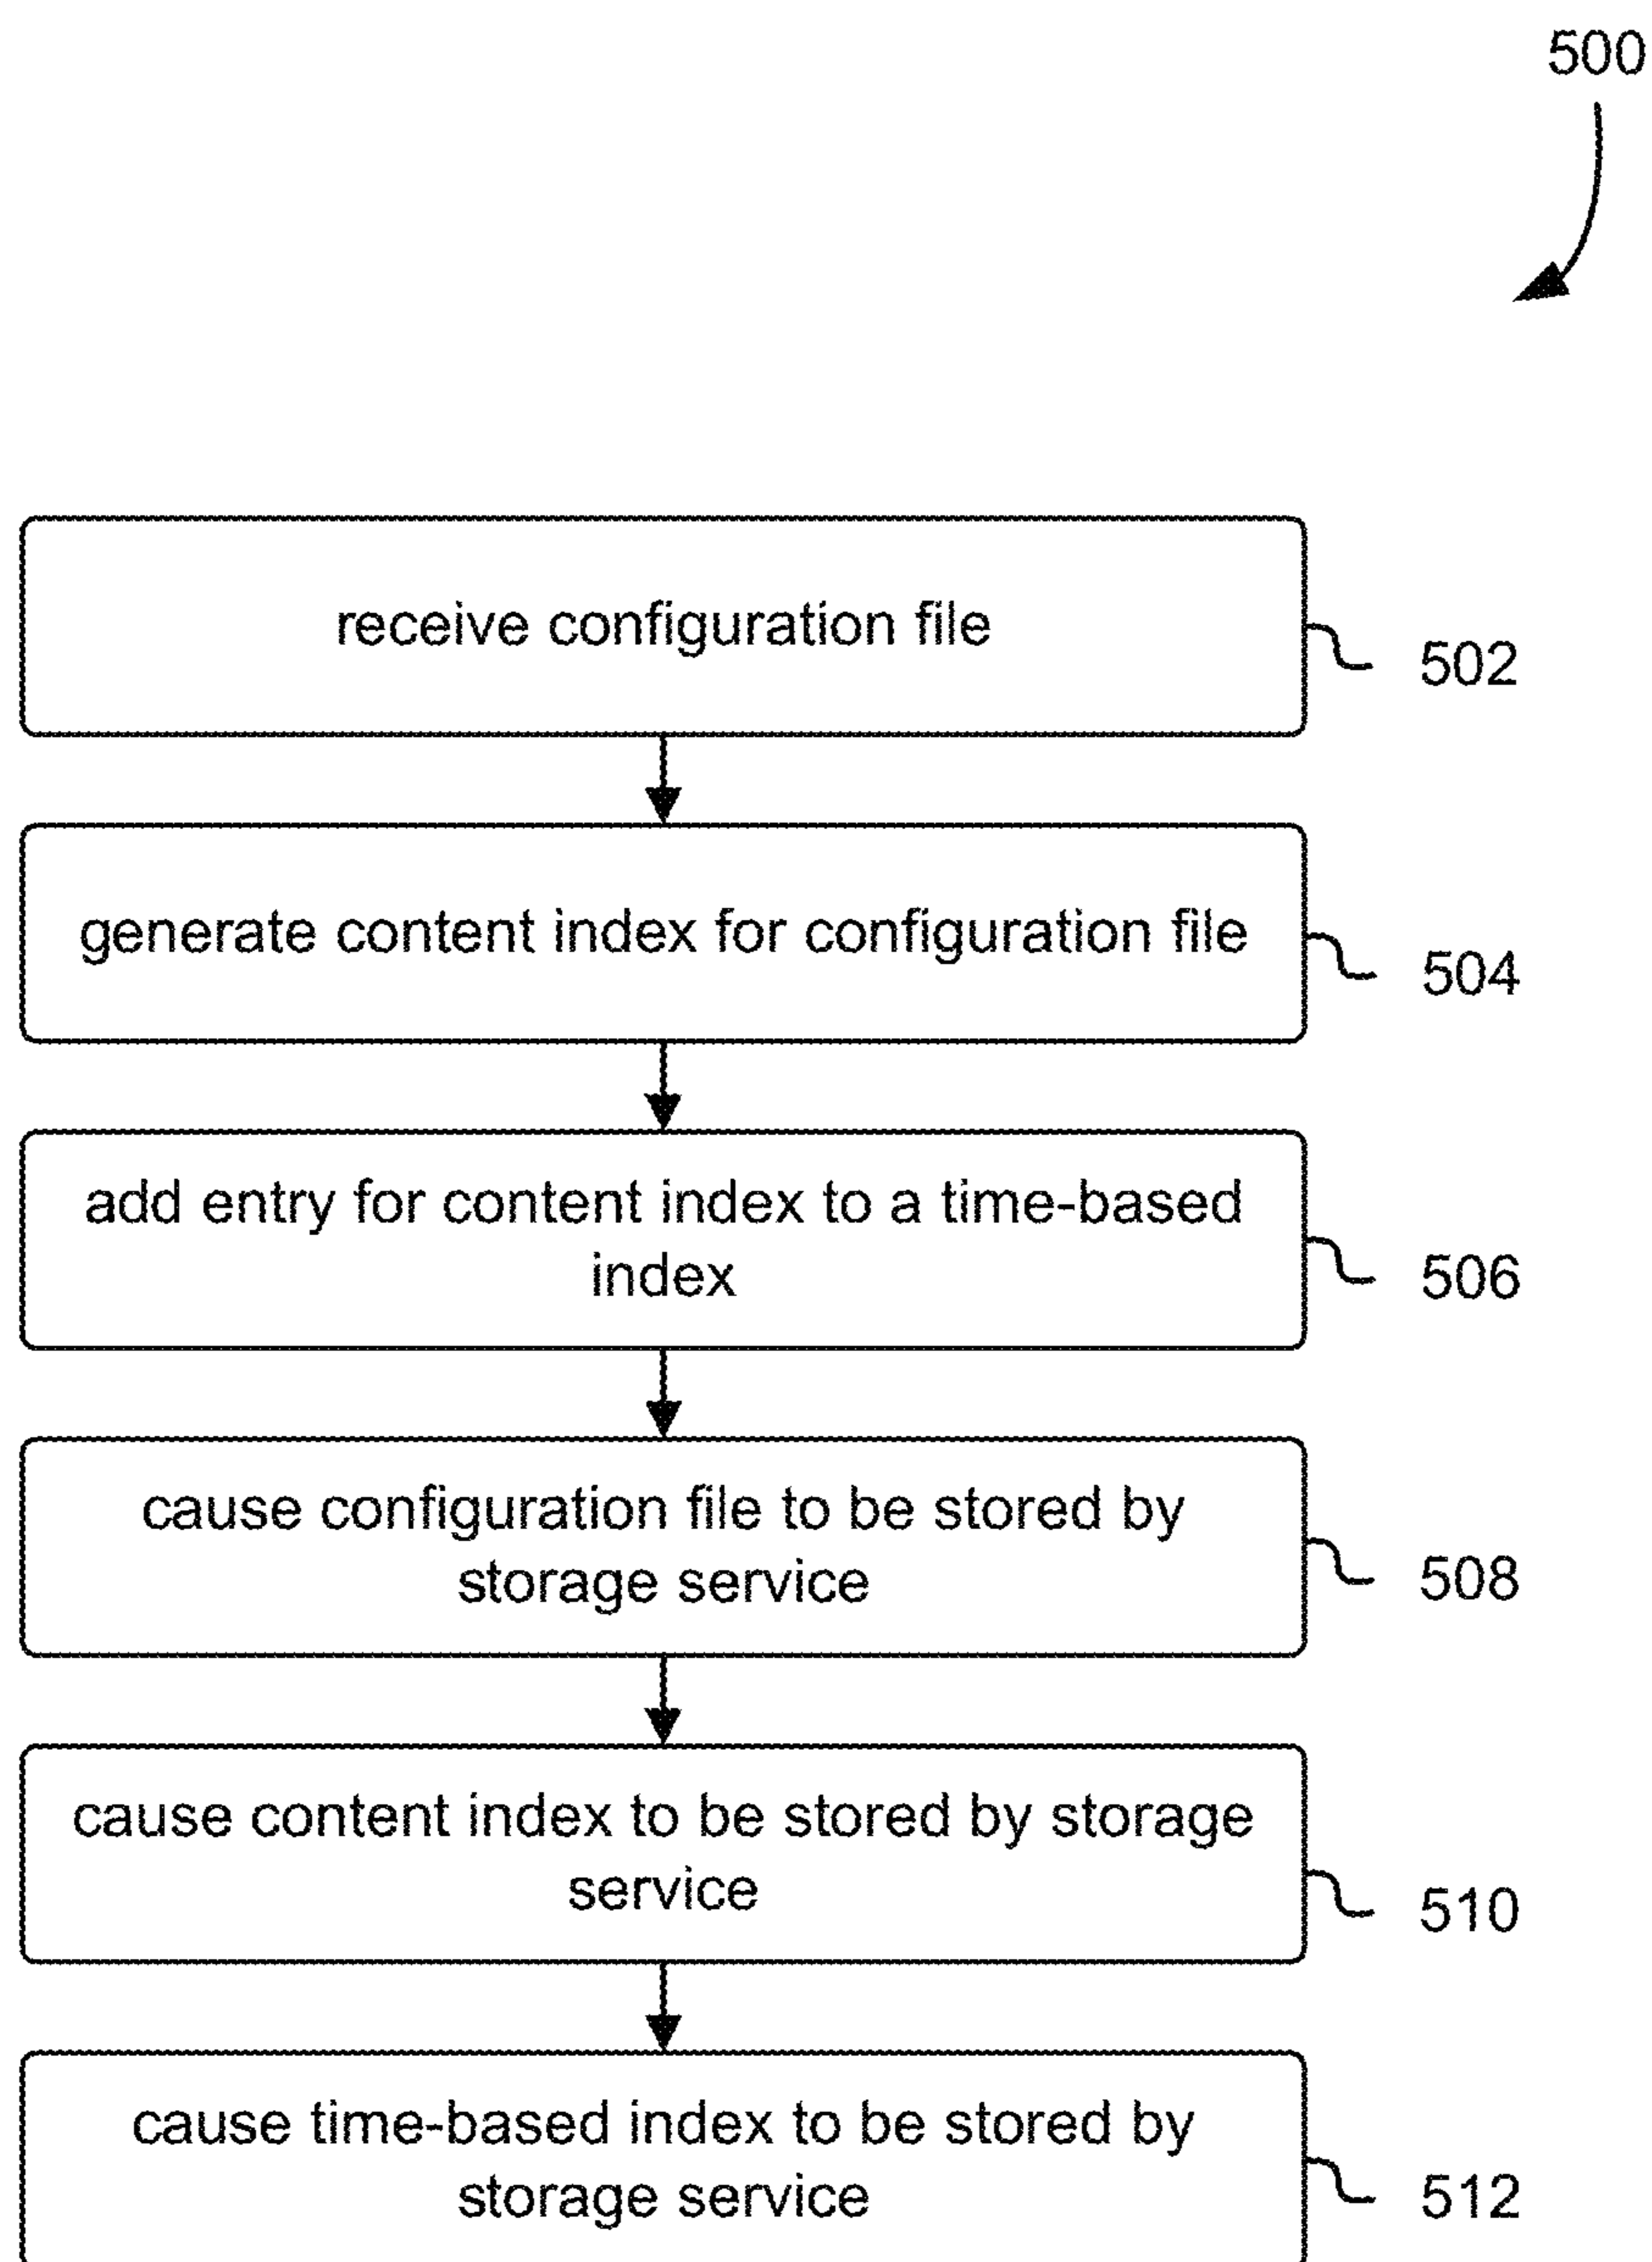 500
receive configuration file
502
generate content index for configuration file
504
add entry for content index to a time-based
index
506
cause configuration file to be stored by
storage service
508
cause content index to be stored by storage
service
510
cause time-based index to be stored by
storage service
512